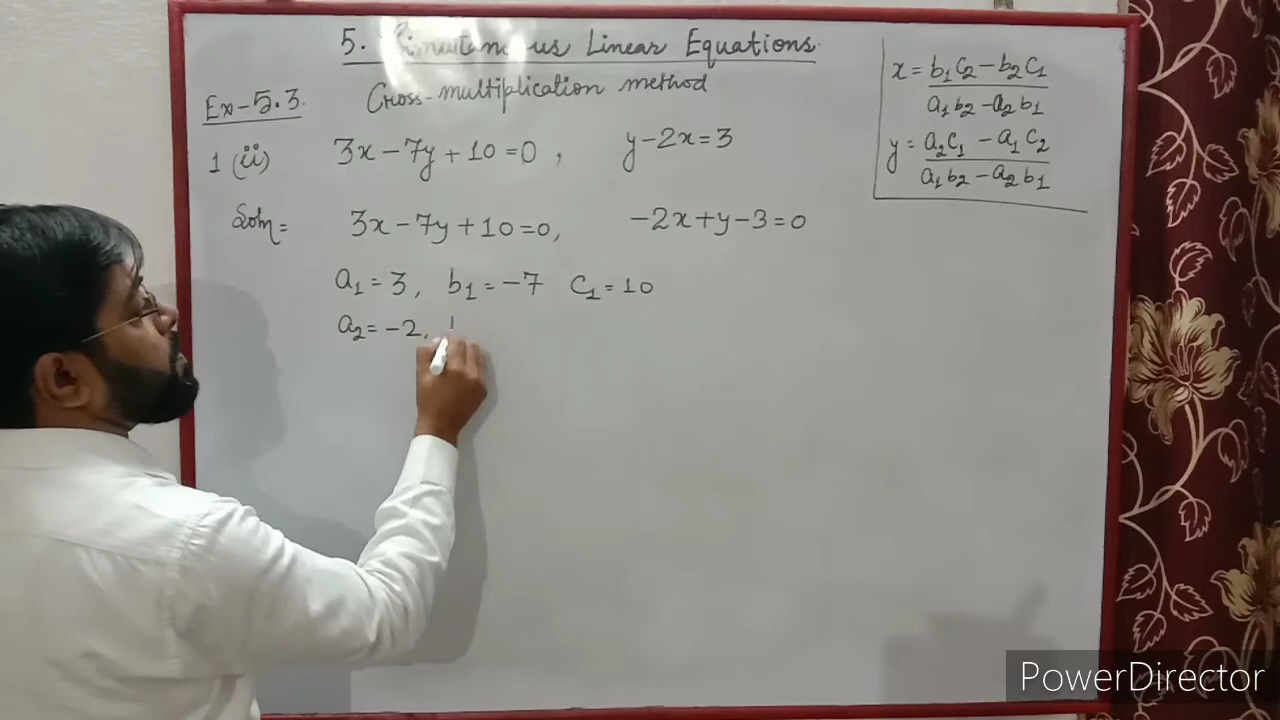 5. Simultaneous Linear Equations
Cross-multiplication method
Ex-5.3.
1 (ii) 3x-7y+10=0, y-2x=3
Soln= 3x-7y+10=0, -2x+y-3=0
a₁=3, b₁=-7 c₁=10
a₂=-2,
x = b₁c₂-b₂c₁ / a₁b₂-a₂b₁
y = a₂c₁-a₁c₂ / a₁b₂-a₂b₁
PowerDirector